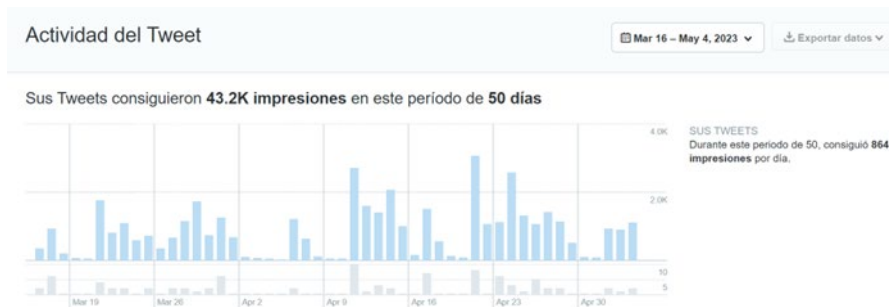 Actividad del Tweet
Mar 16 – May 4, 2023
Exportar datos
Sus Tweets consiguieron 43.2K impresiones en este período de 50 días
4.0K
2.0K
10
5
Mar 19
Mar 26
Apr 2
Apr 9
Apr 16
Apr 23
Apr 30
SUS TWEETS
Durante este periodo de 50, consiguió 864
impresiones por día.